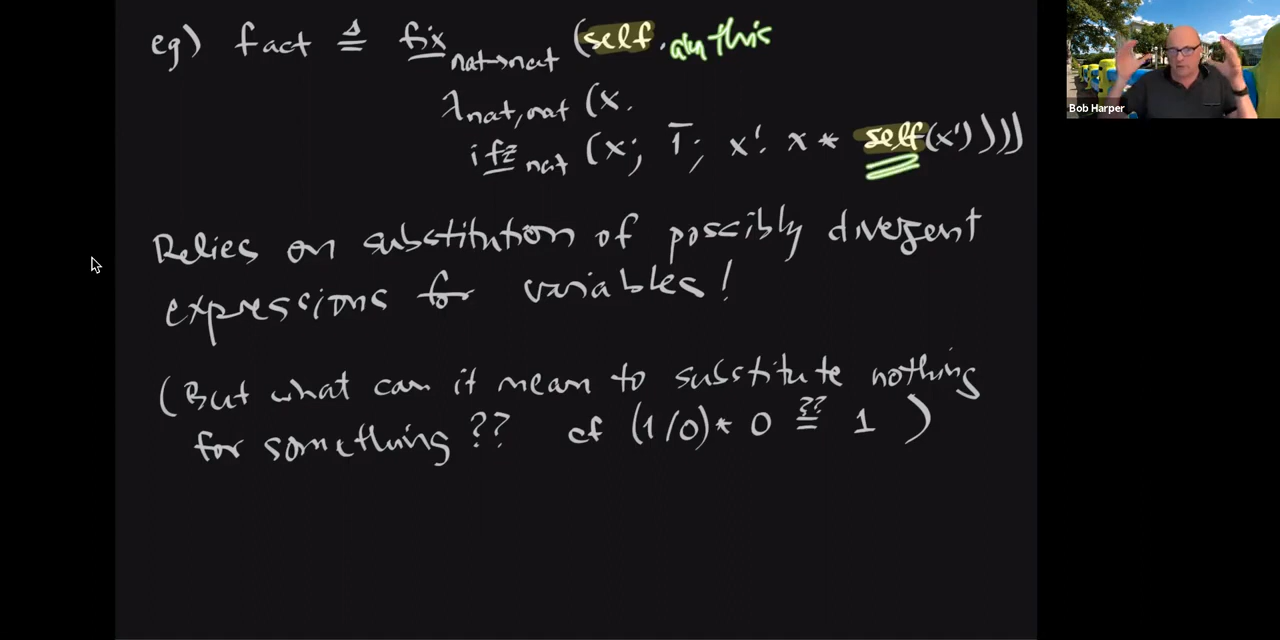 eg) fact ≜ fix nat→nat (self. aka this
λ nat,nat (x.
ifz nat (x; 1̅; x'. x * self(x'))))
Relies on substitution of possibly divergent
expressions for variables!
(But what can it mean to substitute nothing
for something?? cf (1/0)* 0 ≟?? 1 )
Bob Harper